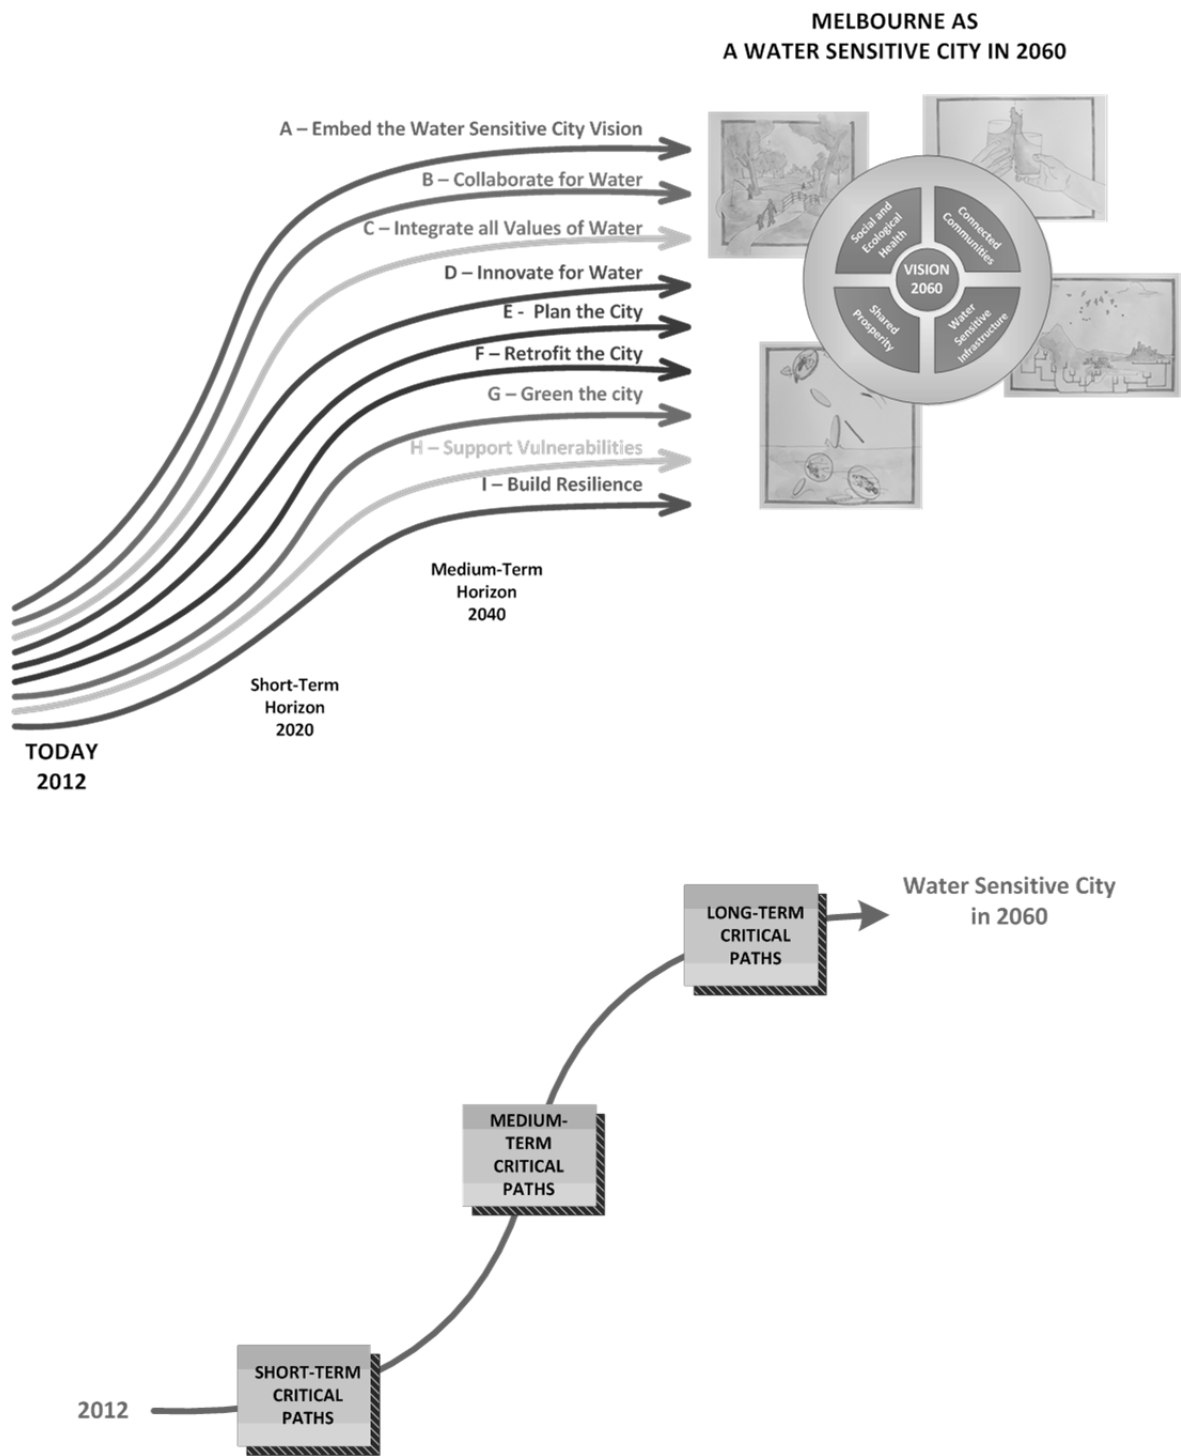 MELBOURNE AS
A WATER SENSITIVE CITY IN 2060
A – Embed the Water Sensitive City Vision
B – Collaborate for Water
C – Integrate all Values of Water
D – Innovate for Water
E - Plan the City
F – Retrofit the City
G – Green the city
H – Support Vulnerabilities
I – Build Resilience
Social and
Ecological
Health
Connected
Communities
VISION
2060
Shared
Prosperity
Water
Sensitive
Infrastructure
Medium-Term
Horizon
2040
Short-Term
Horizon
2020
TODAY
2012
Water Sensitive City
in 2060
LONG-TERM
CRITICAL
PATHS
MEDIUM-
TERM
CRITICAL
PATHS
SHORT-TERM
CRITICAL
PATHS
2012